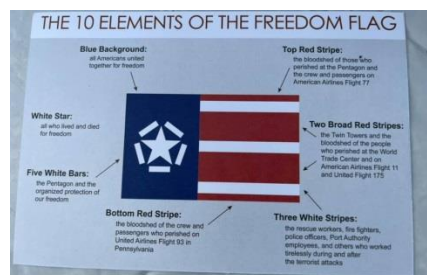 THE 10 ELEMENTS OF THE FREEDOM FLAG
Blue Background:
all Americans united
together for freedom
Top Red Stripe:
the bloodshed of those who
perished at the Pentagon and
the crew and passengers on
American Airlines Flight 77
White Star:
all who lived and died
for freedom
Two Broad Red Stripes:
the Twin Towers and the
bloodshed of the people
who perished at the World
Trade Center and on
American Airlines Flight 11
and United Flight 175
Five White Bars:
the Pentagon and the
organized protection of
our freedom
Bottom Red Stripe:
the bloodshed of the crew and
passengers who perished on
United Airlines Flight 93 in
Pennsylvania
Three White Stripes:
the rescue workers, fire fighters,
police officers, Port Authority
employees, and others who worked
tirelessly during and after
the terrorist attacks